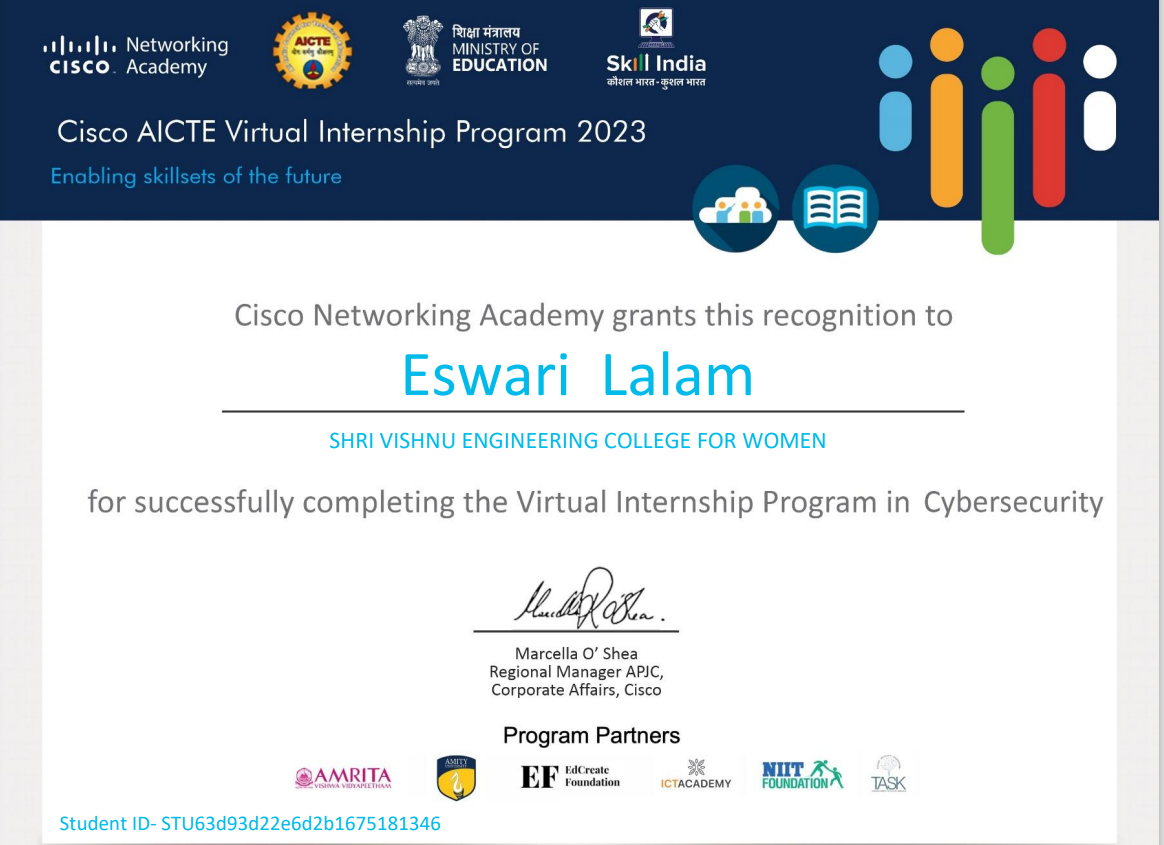 Networking
CISCO Academy
AICTE
शिक्षा मंत्रालय
MINISTRY OF
EDUCATION
सत्यमेव जयते
Skill India
कौशल भारत - कुशल भारत
Cisco AICTE Virtual Internship Program 2023
Enabling skillsets of the future
Cisco Networking Academy grants this recognition to
Eswari Lalam
SHRI VISHNU ENGINEERING COLLEGE FOR WOMEN
for successfully completing the Virtual Internship Program in Cybersecurity
Marcella O' Shea
Regional Manager APJC,
Corporate Affairs, Cisco
Program Partners
AMRITA
VISHWA VIDYAPEETHAM
AMITY
UNIVERSITY
EF EdCreate
Foundation
ICTACADEMY
NIIT
FOUNDATION
TASK
Student ID- STU63d93d22e6d2b1675181346